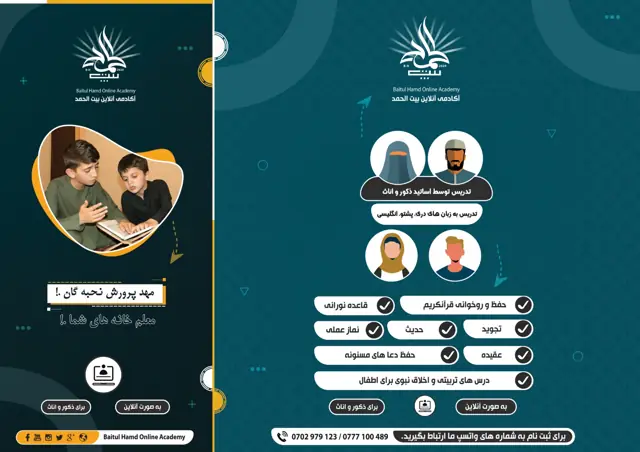 Baitul Hamd Online Academy
اکادمی آنلاین بیت الحمد
مهد پرورش نخبه گان .!
معلم خانه های شما .!
به صورت آنلاین
برای ذکور و اناث
Baitul Hamd Online Academy
Baitul Hamd Online Academy
اکادمی آنلاین بیت الحمد
تدریس توسط اساتید ذکور و اناث
تدریس به زبان های دری، پشتو، انگلیسی
حفظ و روخوانی قرآنکریم
قاعده نورانی
تجوید
حدیث
نماز عملی
عقیده
حفظ دعا های مسنونه
درس های تربیتی و اخلاق نبوی برای اطفال
به صورت آنلاین
برای ذکور و اناث
برای ثبت نام به شماره های واتسپ ما ارتباط بگیرید.
0702 979 123 / 0777 100 489